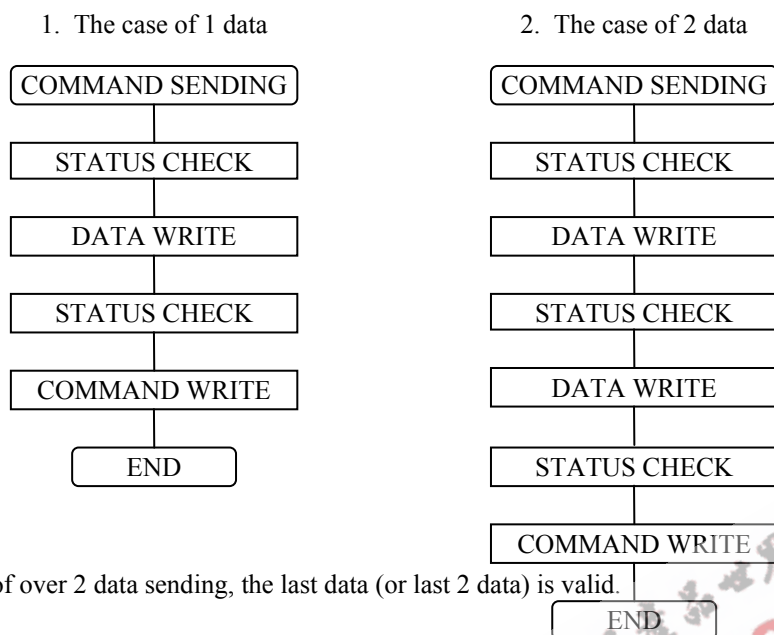 1. The case of 1 data
COMMAND SENDING
STATUS CHECK
DATA WRITE
STATUS CHECK
COMMAND WRITE
END
2. The case of 2 data
COMMAND SENDING
STATUS CHECK
DATA WRITE
STATUS CHECK
DATA WRITE
STATUS CHECK
COMMAND WRITE
END
of over 2 data sending, the last data (or last 2 data) is valid.